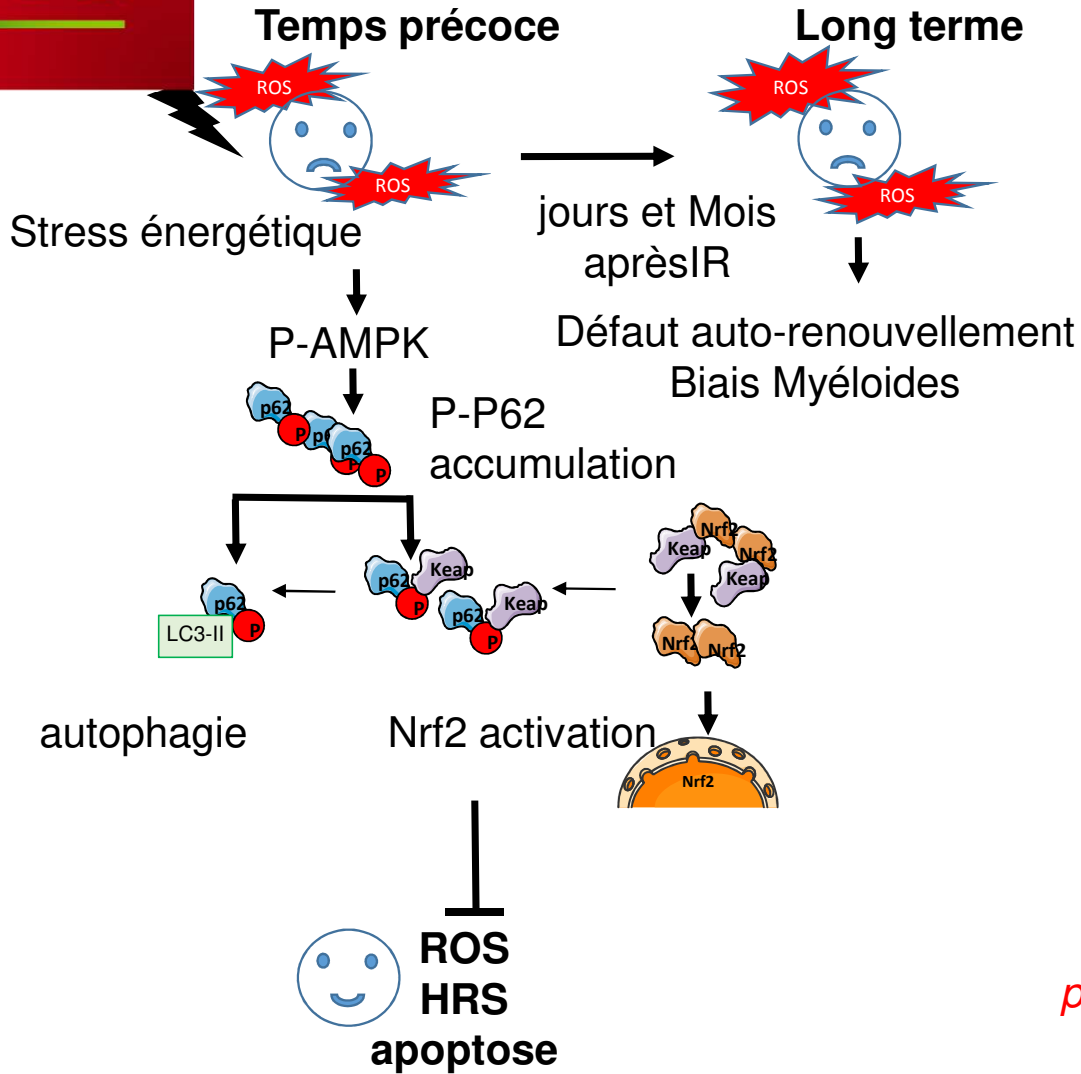 Temps précoce
Long terme
ROS
ROS
ROS
ROS
Stress énergétique
jours et Mois
aprèsIR
P-AMPK
Défaut auto-renouvellement
Biais Myéloides
p62
P
p62
P
P-P62
accumulation
Nrf2
Keap
Nrf2
Keap
p62
Keap
P
p62
Keap
P
p62
P
LC3-II
Nrf2
Nrf2
autophagie
Nrf2 activation
Nrf2
ROS
HRS
apoptose
p